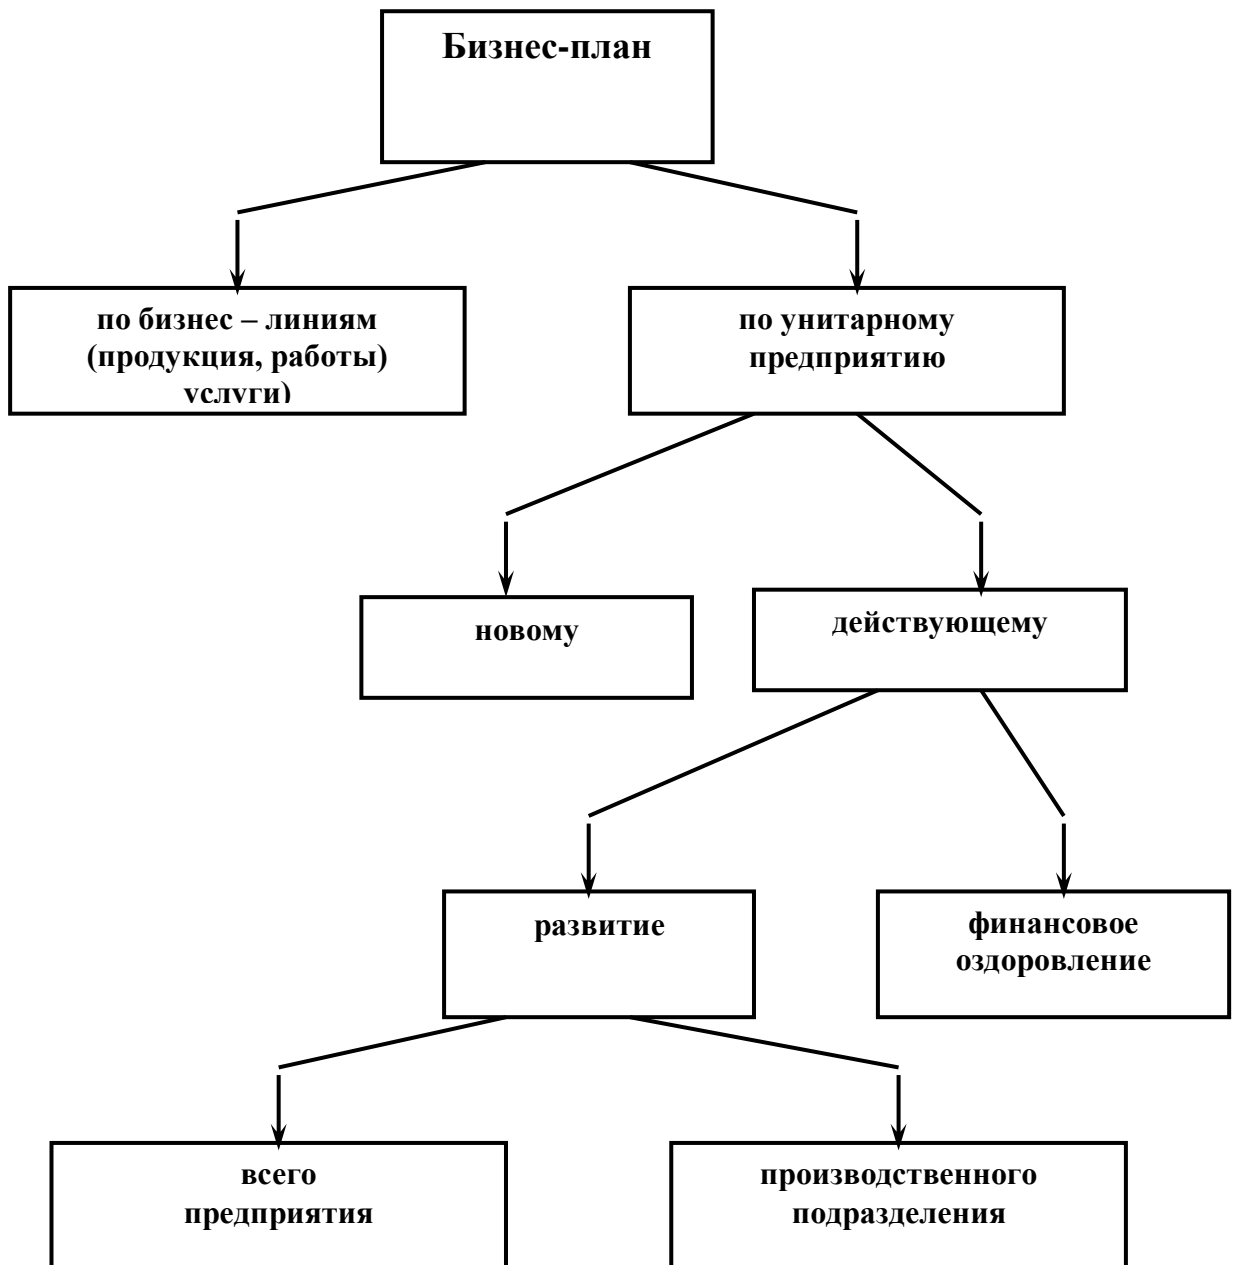 Бизнес-план
по бизнес – линиям
(продукция, работы)
услуги)
по унитарному
предприятию
новому
действующему
развитие
финансовое
оздоровление
всего
предприятия
производственного
подразделения